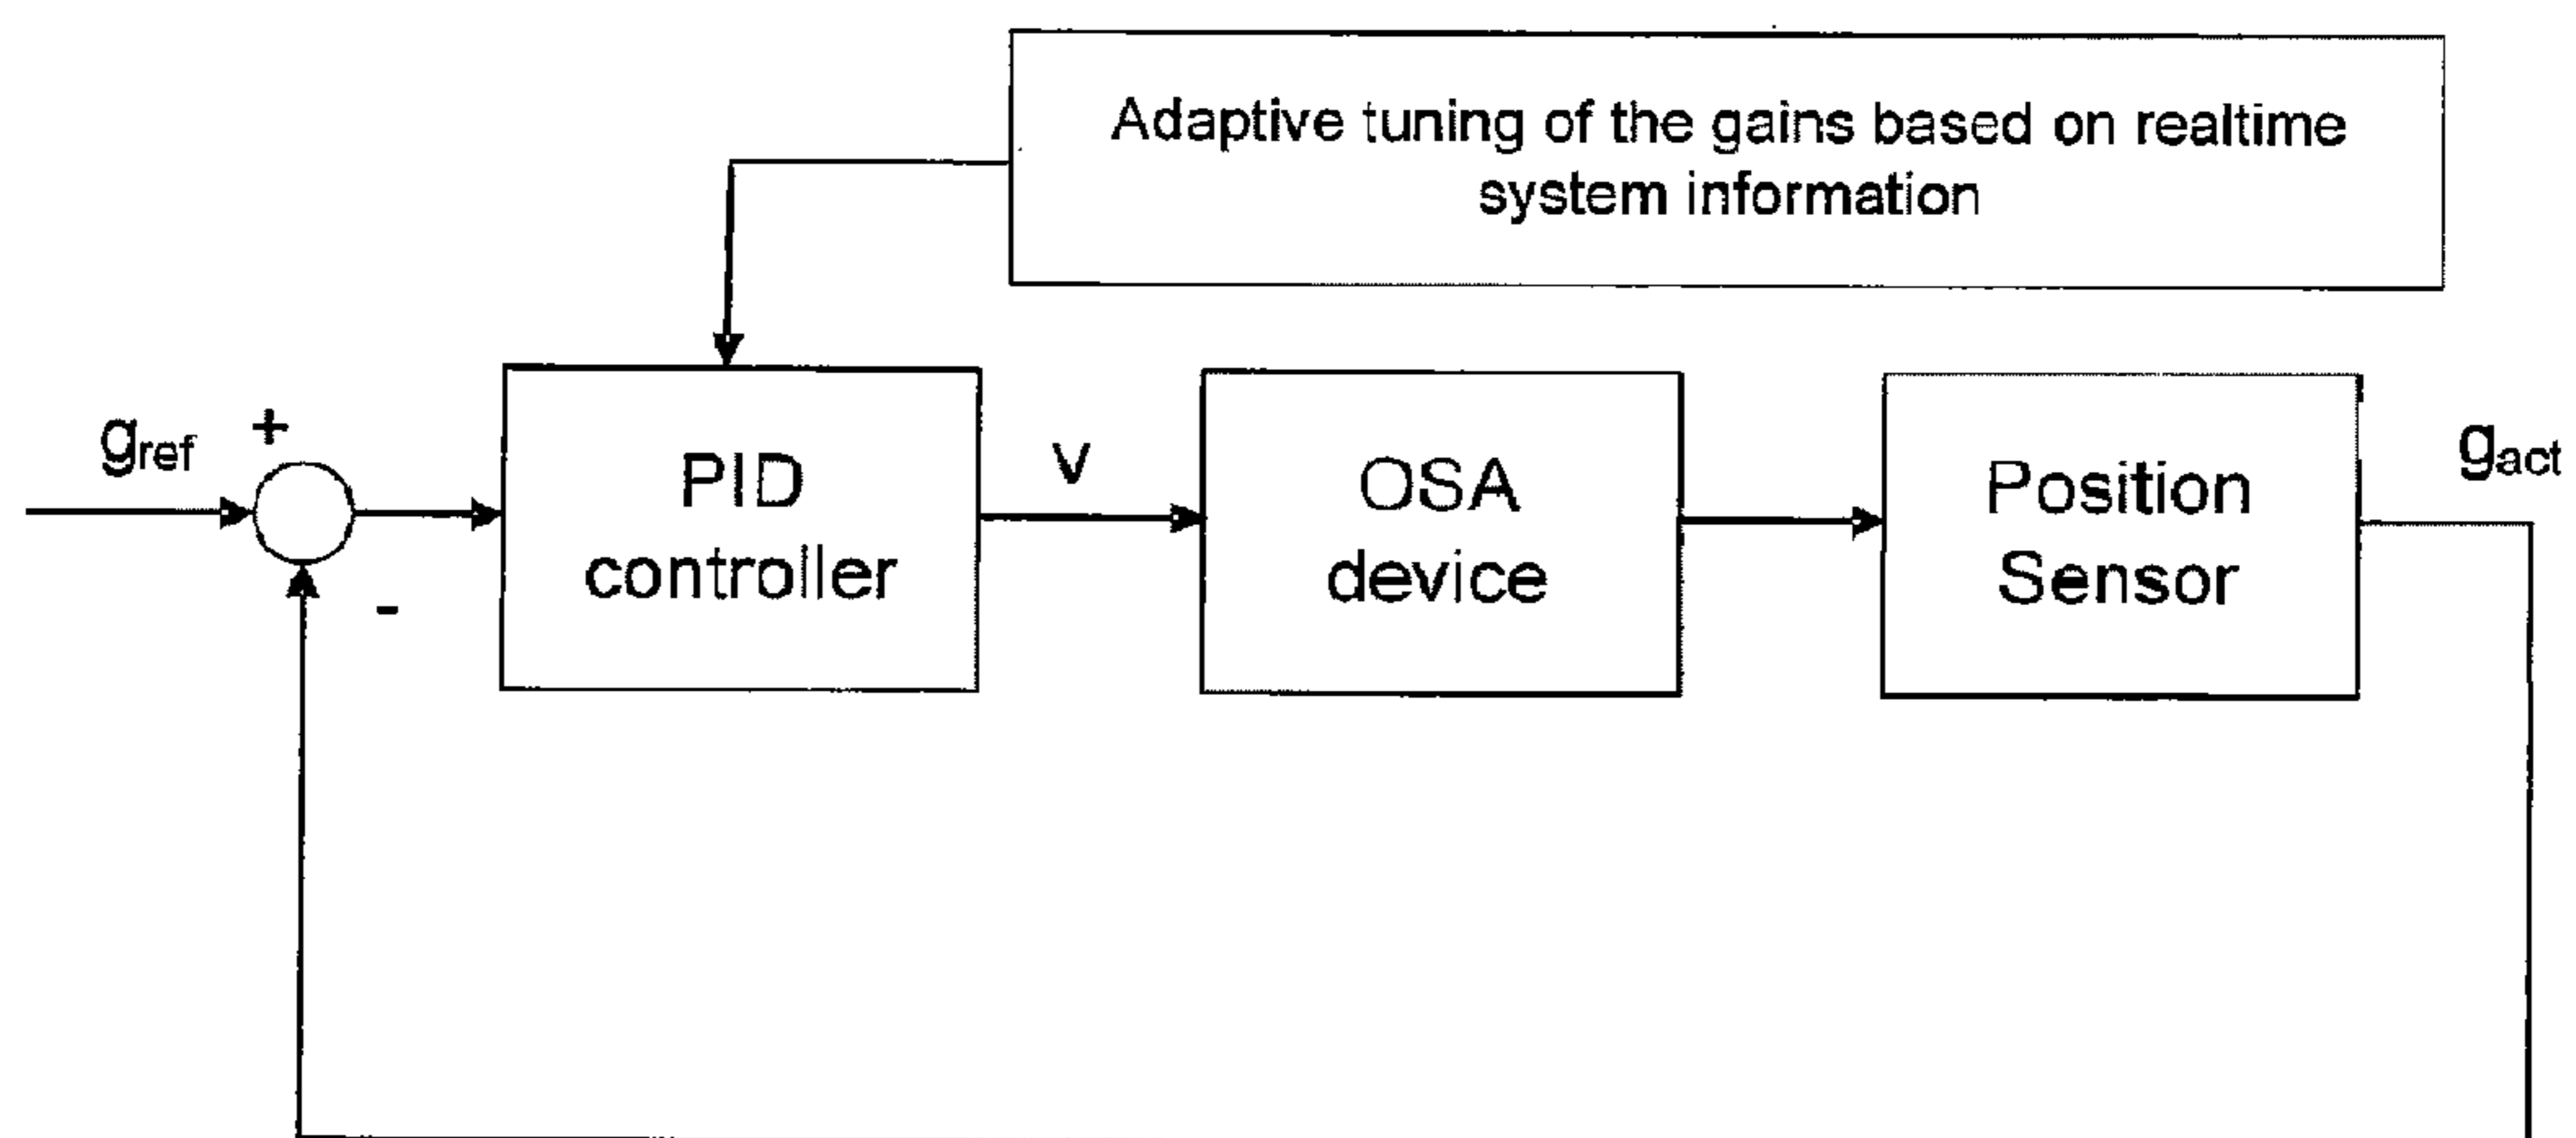 Adaptive tuning of the gains based on realtime
system information
gref
+
-
PID
controller
v
OSA
device
Position
Sensor
gact